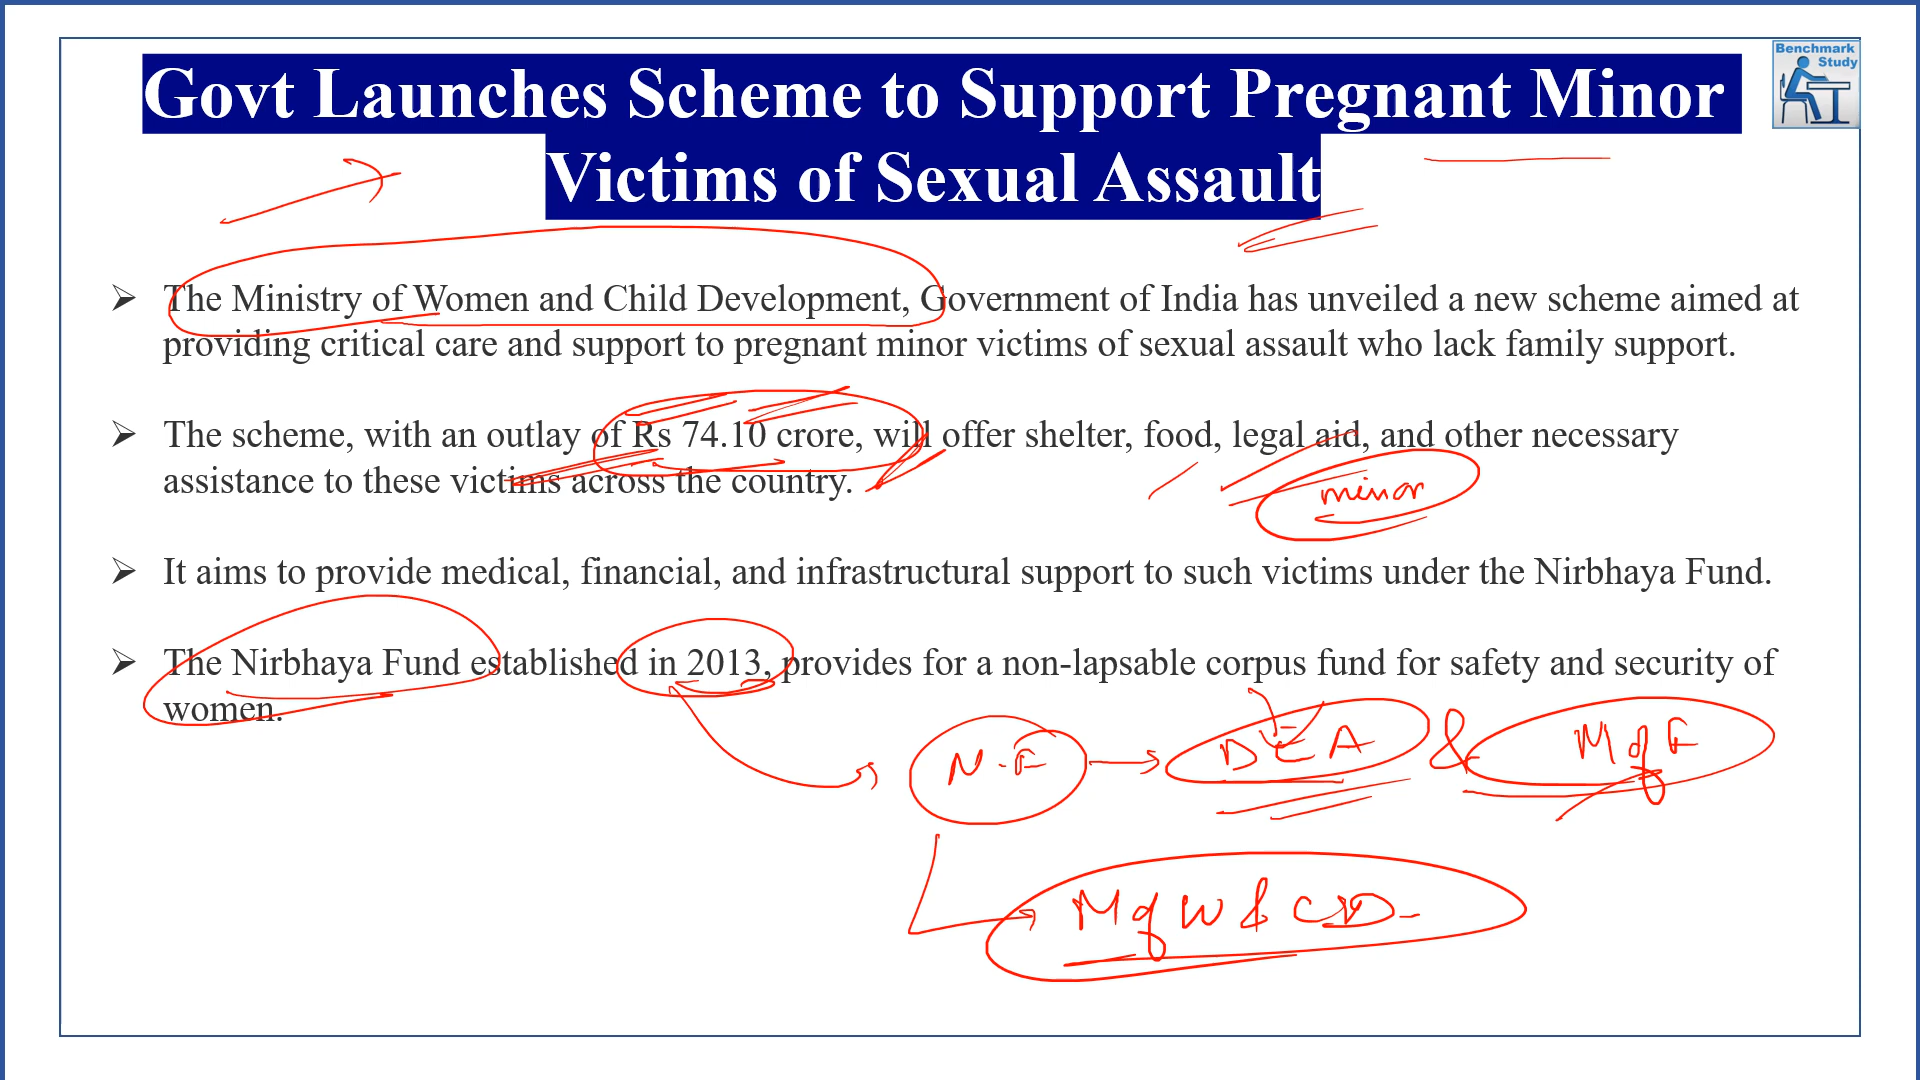 Benchmark
Study
Govt Launches Scheme to Support Pregnant Minor
Victims of Sexual Assault
➢ The Ministry of Women and Child Development, Government of India has unveiled a new scheme aimed at
providing critical care and support to pregnant minor victims of sexual assault who lack family support.
➢ The scheme, with an outlay of Rs 74.10 crore, will offer shelter, food, legal aid, and other necessary
assistance to these victims across the country.
minor
➢ It aims to provide medical, financial, and infrastructural support to such victims under the Nirbhaya Fund.
➢ The Nirbhaya Fund established in 2013, provides for a non-lapsable corpus fund for safety and security of
women.
N.F → DEA & M of F
M of W & CD